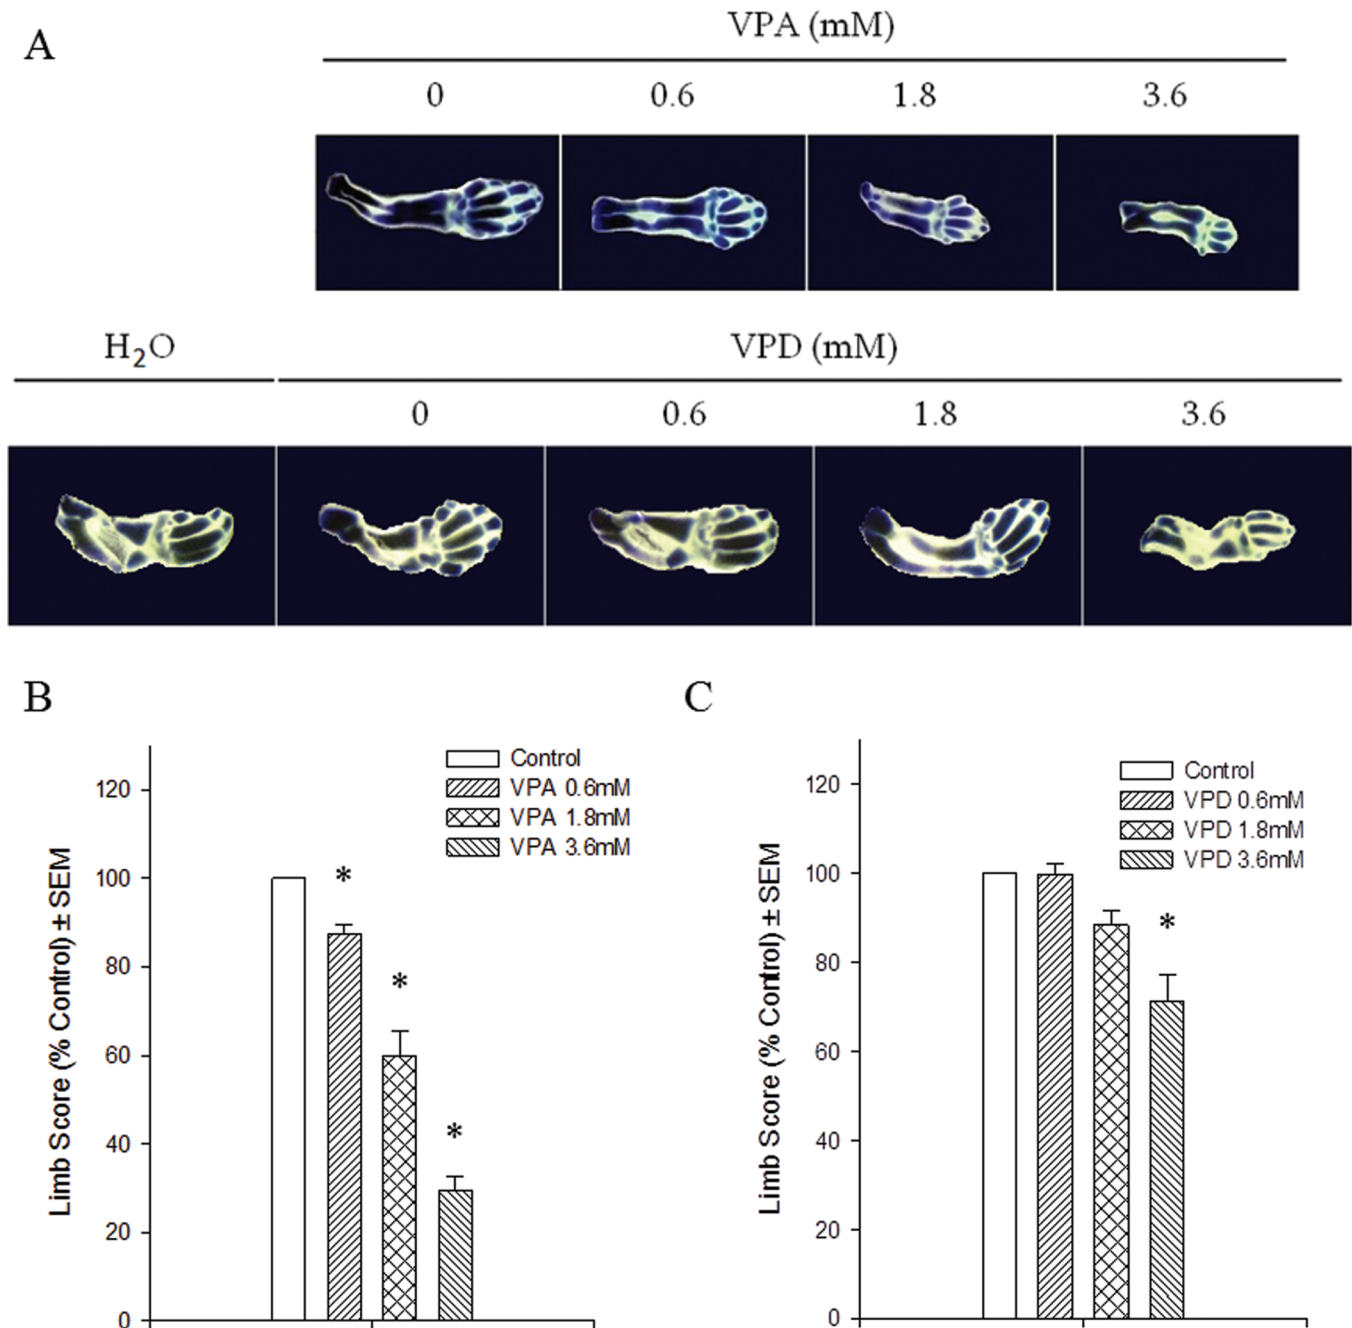 A
VPA (mM)
0 0.6 1.8 3.6
H₂O VPD (mM)
0 0.6 1.8 3.6
B
Limb Score (% Control) ± SEM
120
100
80
60
40
20
0
Control
VPA 0.6mM
VPA 1.8mM
VPA 3.6mM
*
*
*
C
Limb Score (% Control) ± SEM
120
100
80
60
40
20
0
Control
VPD 0.6mM
VPD 1.8mM
VPD 3.6mM
*